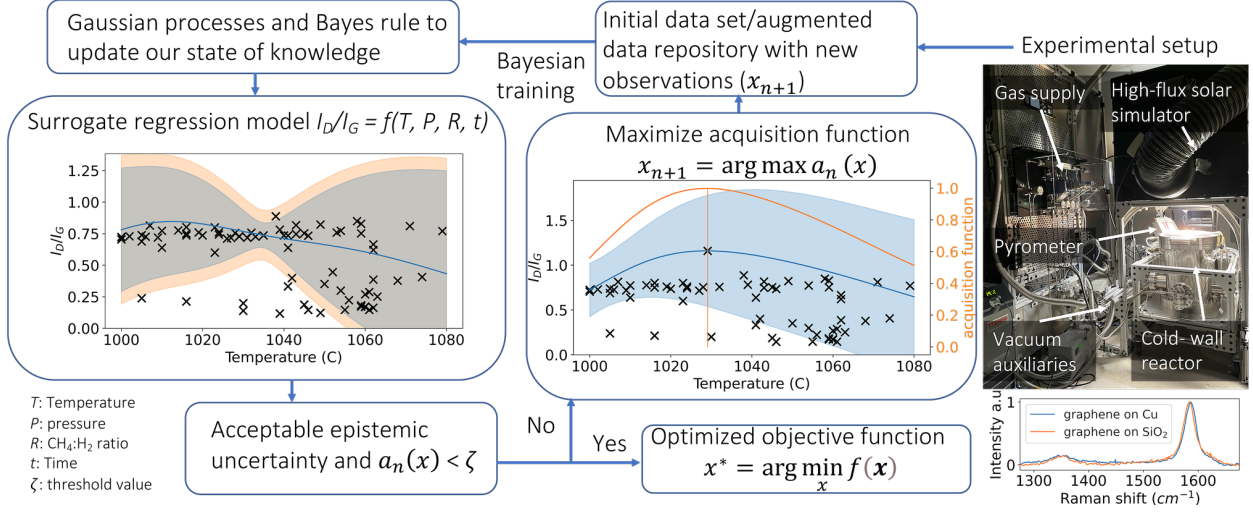 Gaussian processes and Bayes rule to
update our state of knowledge
Bayesian
training
Initial data set/augmented
data repository with new
observations (xₙ₊₁)
Experimental setup
Surrogate regression model I_D/I_G = f(T, P, R, t)
1.25
1.00
0.75
0.50
0.25
0.00
I_D/I_G
1000
1020
1040
1060
1080
Temperature (C)
Maximize acquisition function
xₙ₊₁ = arg max aₙ (x)
1.5
1.0
0.5
0.0
I_D/I_G
1.0
0.8
0.6
0.4
0.2
0.0
acquisition function
1000
1020
1040
1060
1080
Temperature (C)
Gas supply
High-flux solar
simulator
Pyrometer
Vacuum
auxiliaries
Cold- wall
reactor
T: Temperature
P: pressure
R: CH₄:H₂ ratio
t: Time
ζ: threshold value
Acceptable epistemic
uncertainty and aₙ(x) < ζ
No
Yes
Optimized objective function
x* = arg min f(x)
x
Intensity a.u
1
0
graphene on Cu
graphene on SiO₂
1300
1400
1500
1600
Raman shift (cm⁻¹)